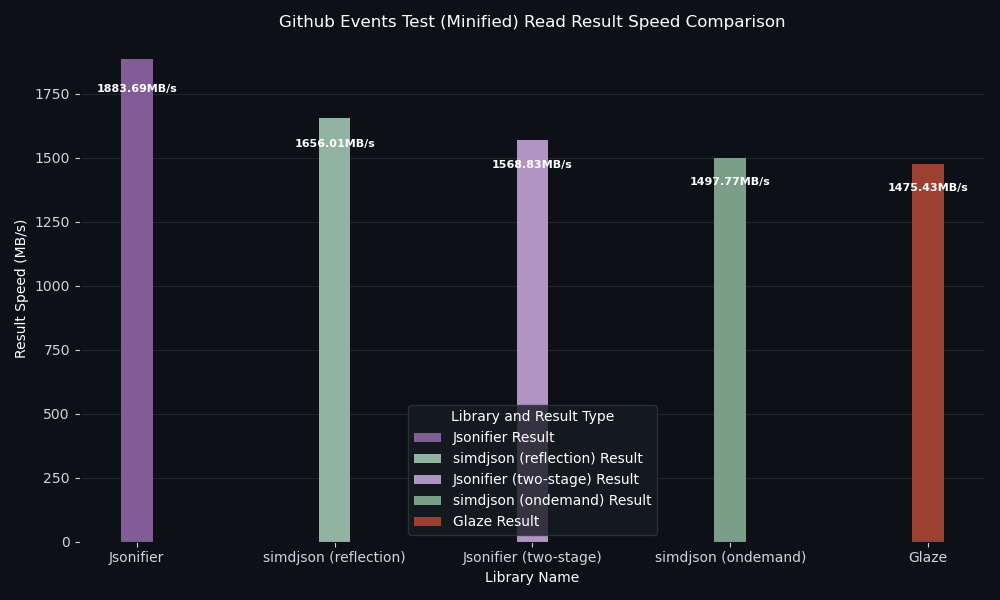 Github Events Test (Minified) Read Result Speed Comparison
1883.69MB/s
1656.01MB/s
1568.83MB/s
1497.77MB/s
1475.43MB/s
Result Speed (MB/s)
1750
1500
1250
1000
750
500
250
0
Library and Result Type
Jsonifier Result
simdjson (reflection) Result
Jsonifier (two-stage) Result
simdjson (ondemand) Result
Glaze Result
Jsonifier
simdjson (reflection)
Jsonifier (two-stage)
simdjson (ondemand)
Glaze
Library Name